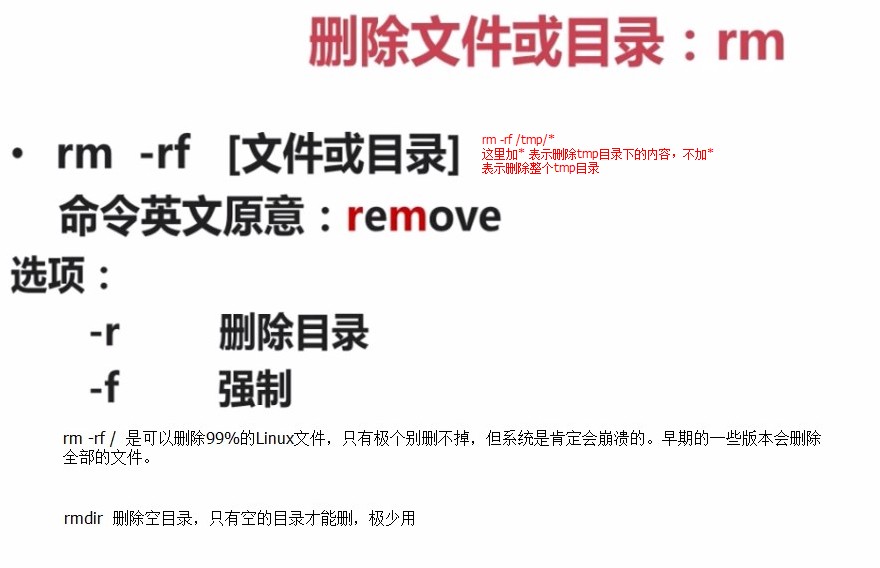 删除文件或目录：rm
• rm -rf [文件或目录]
rm -rf /tmp/*
这里加* 表示删除tmp目录下的内容，不加*
表示删除整个tmp目录
命令英文原意：remove
选项：
-r 删除目录
-f 强制
rm -rf / 是可以删除99%的Linux文件，只有极个别删不掉，但系统是肯定会崩溃的。早期的一些版本会删除
全部的文件。
rmdir 删除空目录，只有空的目录才能删，极少用